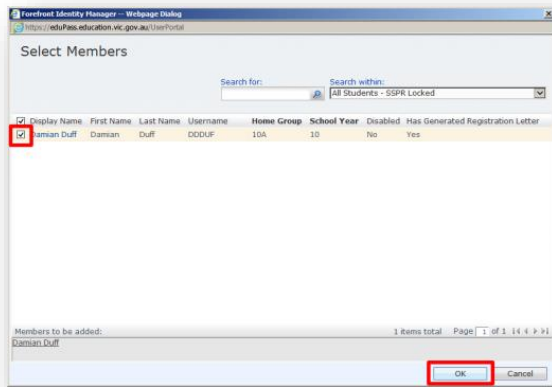 Forefront Identity Manager -- Webpage Dialog
https://eduPass.education.vic.gov.au/UserPortal
Select Members
Search for: Search within:
All Students - SSPR Locked
Display Name First Name Last Name Username Home Group School Year Disabled Has Generated Registration Letter
Damian Duff Damian Duff DDDUF 10A 10 No Yes
Members to be added: 1 items total Page 1 of 1
Damian Duff
OK Cancel